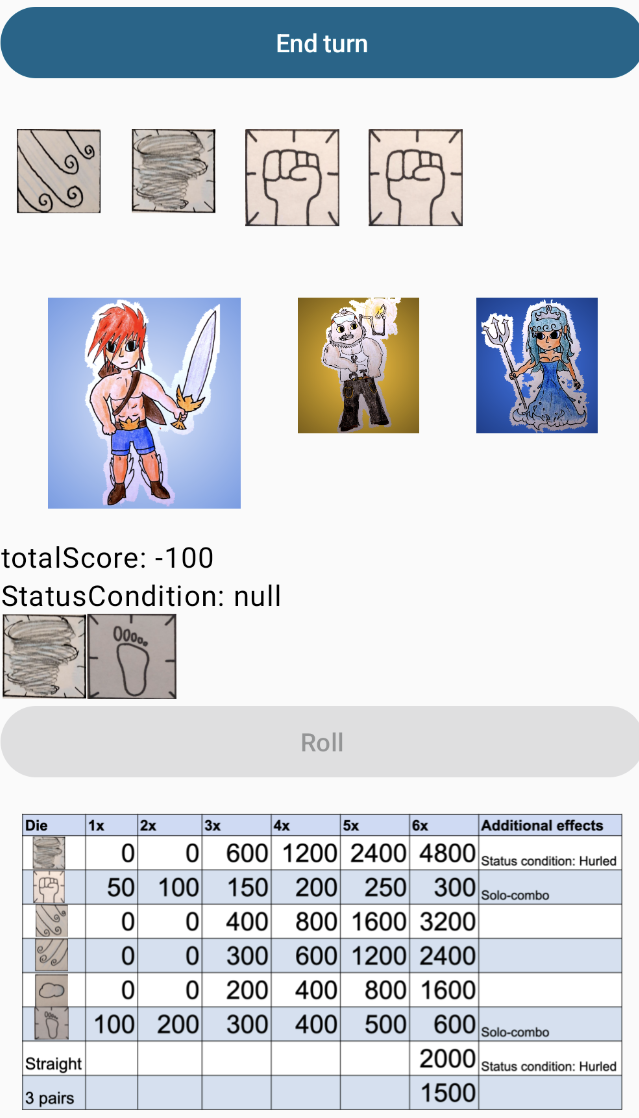 End turn
totalScore: -100
StatusCondition: null
Roll
Die 1x 2x 3x 4x 5x 6x Additional effects
0 0 600 1200 2400 4800 Status condition: Hurled
50 100 150 200 250 300 Solo-combo
0 0 400 800 1600 3200
0 0 300 600 1200 2400
0 0 200 400 800 1600
100 200 300 400 500 600 Solo-combo
Straight 2000 Status condition: Hurled
3 pairs 1500